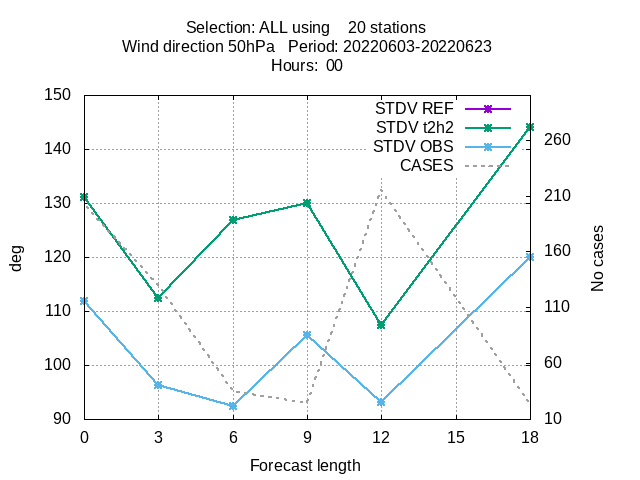 Selection: ALL using    20 stations
Wind direction 50hPa   Period: 20220603-20220623
Hours:  00
150
140
130
120
110
100
90
deg
260
210
160
110
60
10
No cases
STDV REF
STDV t2h2
STDV OBS
CASES
0 3 6 9 12 15 18
Forecast length